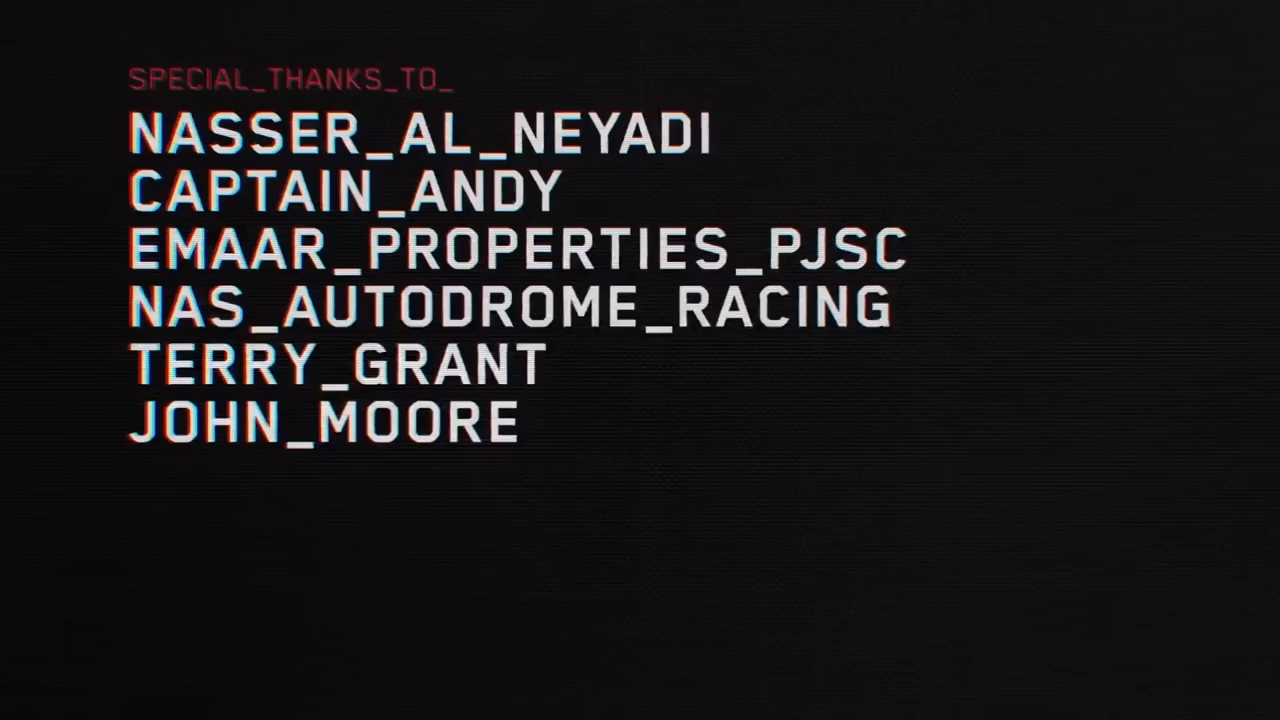 SPECIAL_THANKS_TO_
NASSER_AL_NEYADI
CAPTAIN_ANDY
EMAAR_PROPERTIES_PJSC
NAS_AUTODROME_RACING
TERRY_GRANT
JOHN_MOORE